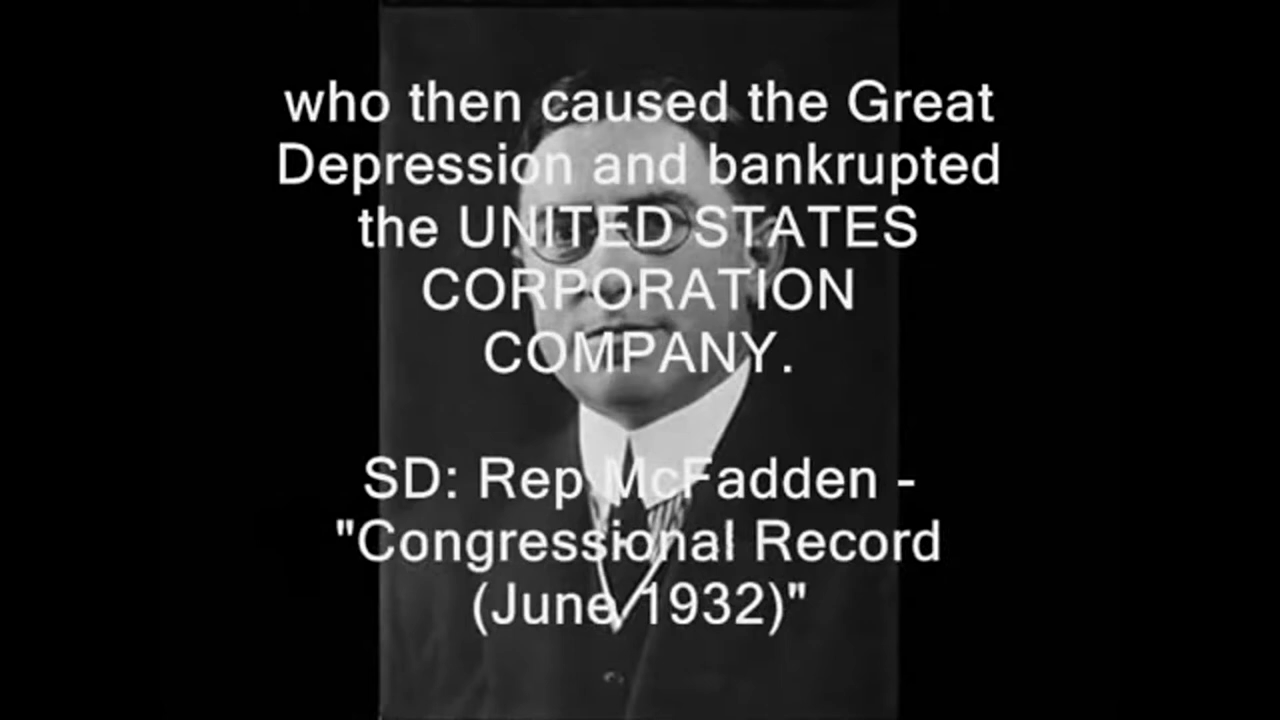 who then caused the Great
Depression and bankrupted
the UNITED STATES
CORPORATION
COMPANY.
SD: Rep McFadden -
"Congressional Record
(June 1932)"